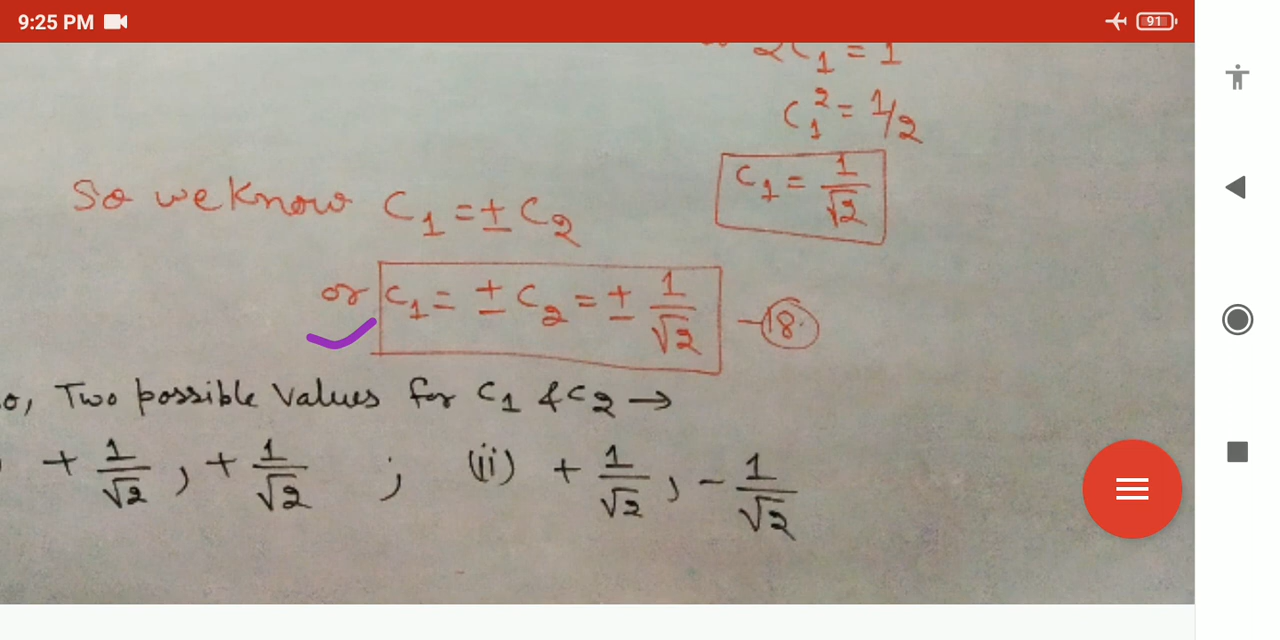 9:25 PM
91
2C₁ = 1
C₁² = 1/2
C₁ = 1/√2
So we know C₁ = ± C₂
or C₁ = ± C₂ = ± 1/√2 -(18)
o, Two possible values for C₁ & C₂ →
+ 1/√2 , + 1/√2 ; (ii) + 1/√2 , - 1/√2